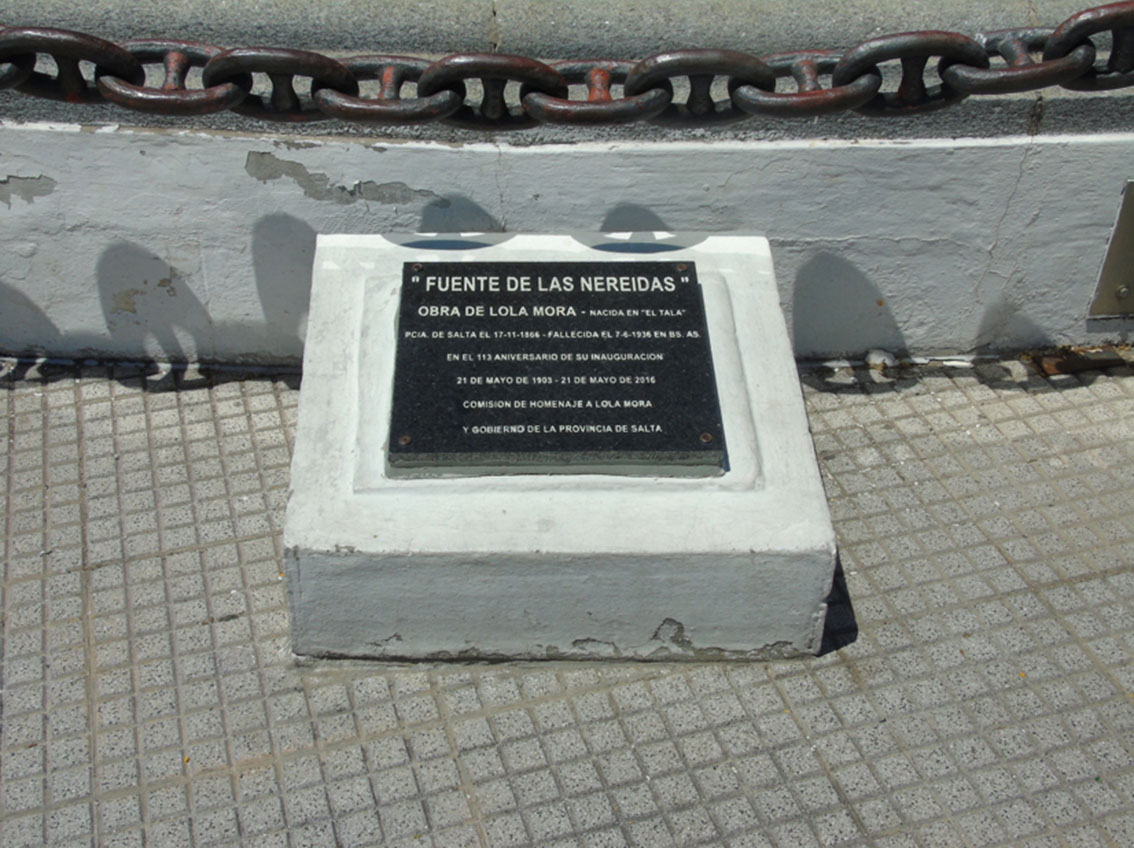 "FUENTE DE LAS NEREIDAS"
OBRA DE LOLA MORA - NACIDA EN "EL TALA"
PCIA. DE SALTA EL 17-11-1866 - FALLECIDA EL 7-6-1936 EN BS. AS.
EN EL 113 ANIVERSARIO DE SU INAUGURACION
21 DE MAYO DE 1903 - 21 DE MAYO DE 2016
COMISION DE HOMENAJE A LOLA MORA
Y GOBIERNO DE LA PROVINCIA DE SALTA